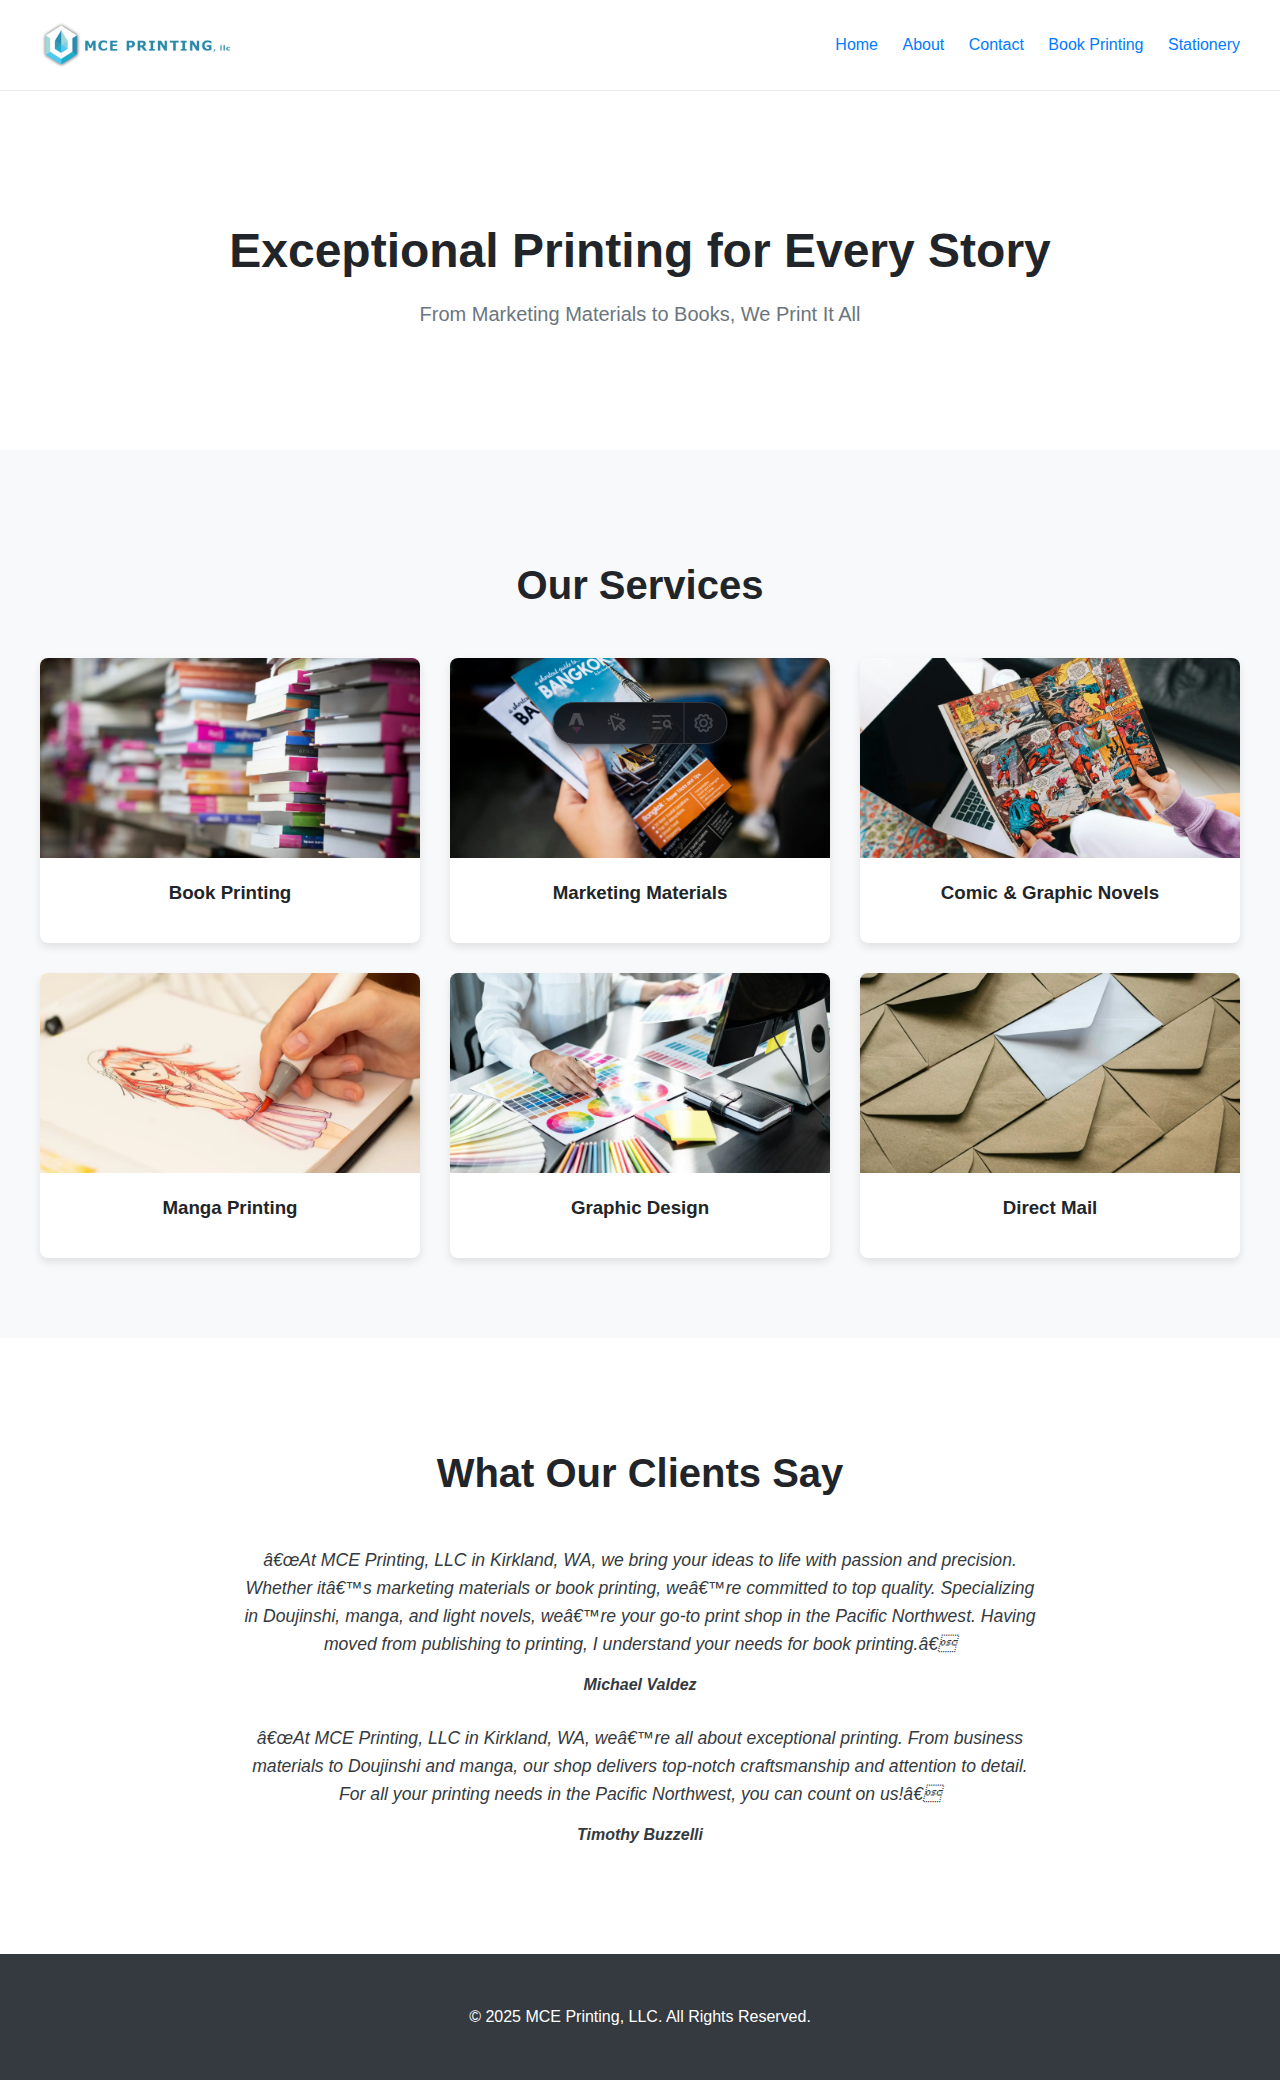 MCE PRINTING, llc
Home About Contact Book Printing Stationery
Exceptional Printing for Every Story
From Marketing Materials to Books, We Print It All
Our Services
a shortcut guide to
BANGKOK
Book Printing
Marketing Materials
Comic & Graphic Novels
Manga Printing
Graphic Design
Direct Mail
What Our Clients Say
â€œAt MCE Printing, LLC in Kirkland, WA, we bring your ideas to life with passion and precision.
Whether itâ€™s marketing materials or book printing, weâ€™re committed to top quality. Specializing
in Doujinshi, manga, and light novels, weâ€™re your go-to print shop in the Pacific Northwest. Having
moved from publishing to printing, I understand your needs for book printing.â€
Michael Valdez
â€œAt MCE Printing, LLC in Kirkland, WA, weâ€™re all about exceptional printing. From business
materials to Doujinshi and manga, our shop delivers top-notch craftsmanship and attention to detail.
For all your printing needs in the Pacific Northwest, you can count on us!â€
Timothy Buzzelli
© 2025 MCE Printing, LLC. All Rights Reserved.